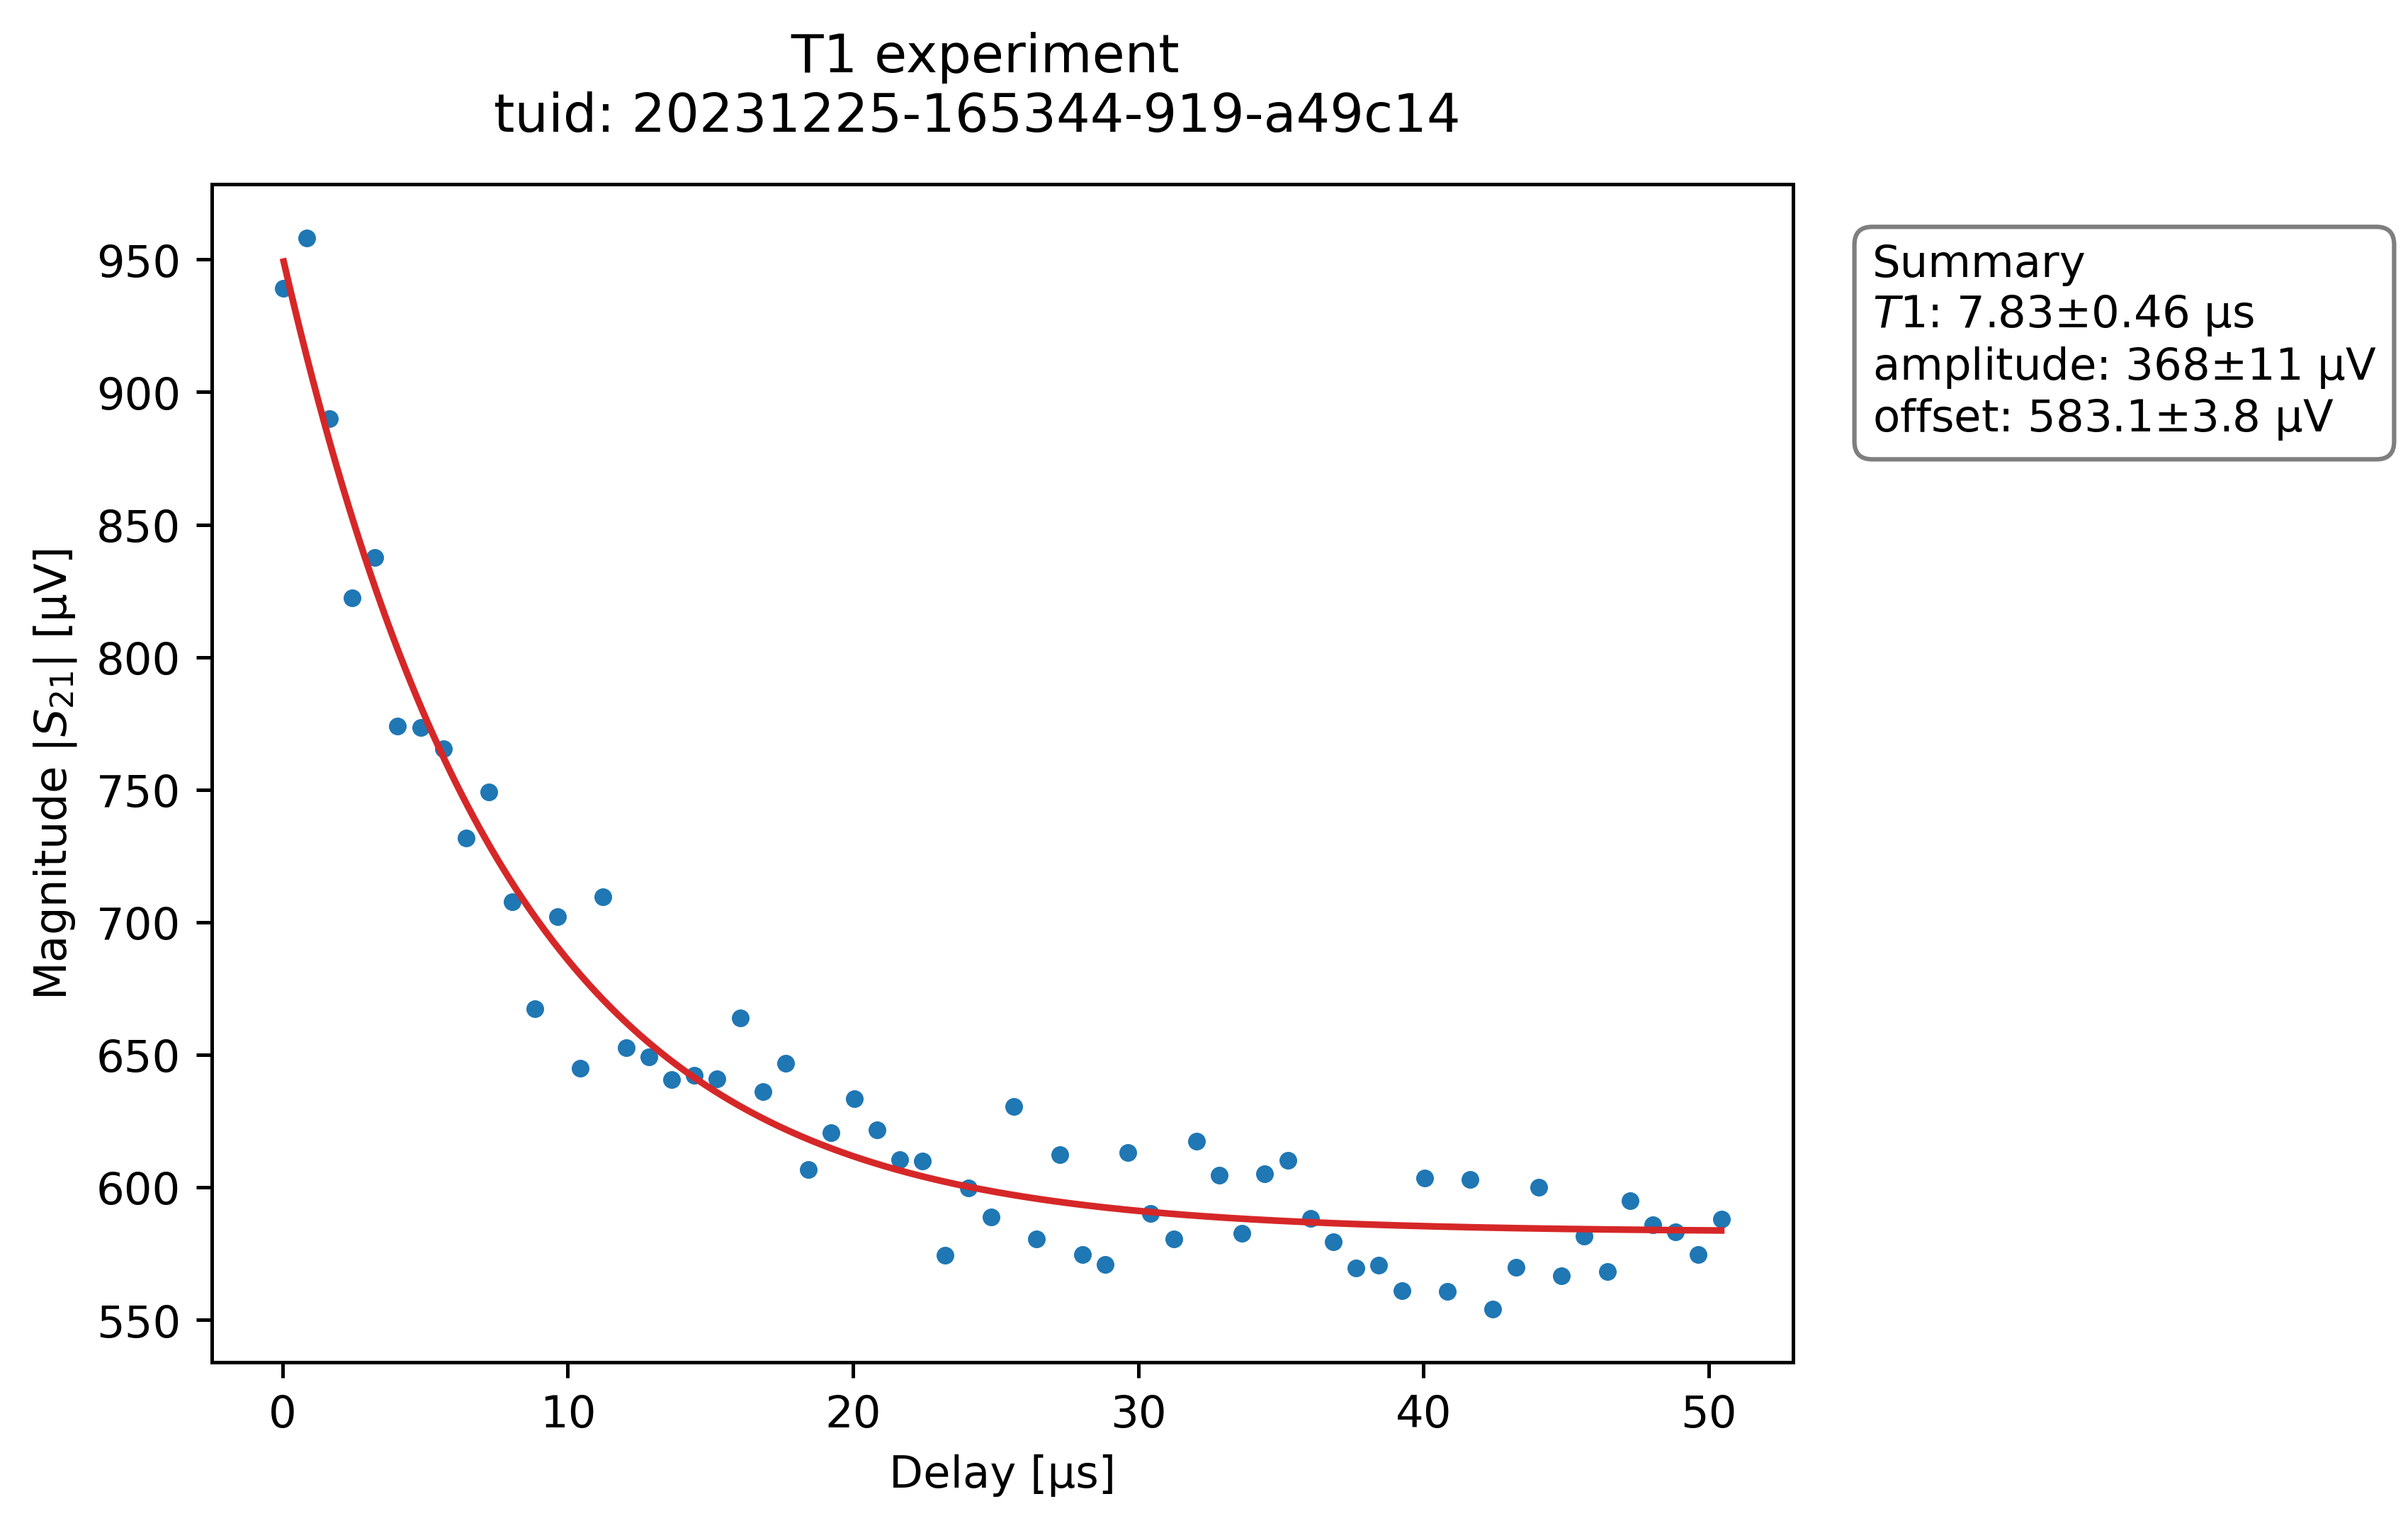 T1 experiment
tuid: 20231225-165344-919-a49c14
Magnitude |S21| [µV]
950
900
850
800
750
700
650
600
550
0 10 20 30 40 50
Delay [µs]
Summary
T1: 7.83±0.46 µs
amplitude: 368±11 µV
offset: 583.1±3.8 µV